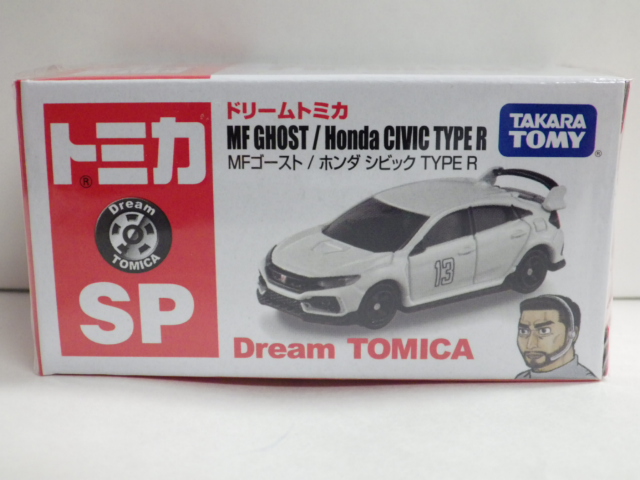 トミカ
®
Dream
TOMICA
SP
ドリームトミカ
MF GHOST / Honda CIVIC TYPE R
MFゴースト / ホンダ シビック TYPE R
TAKARA
TOMY
®
13
Dream TOMICA